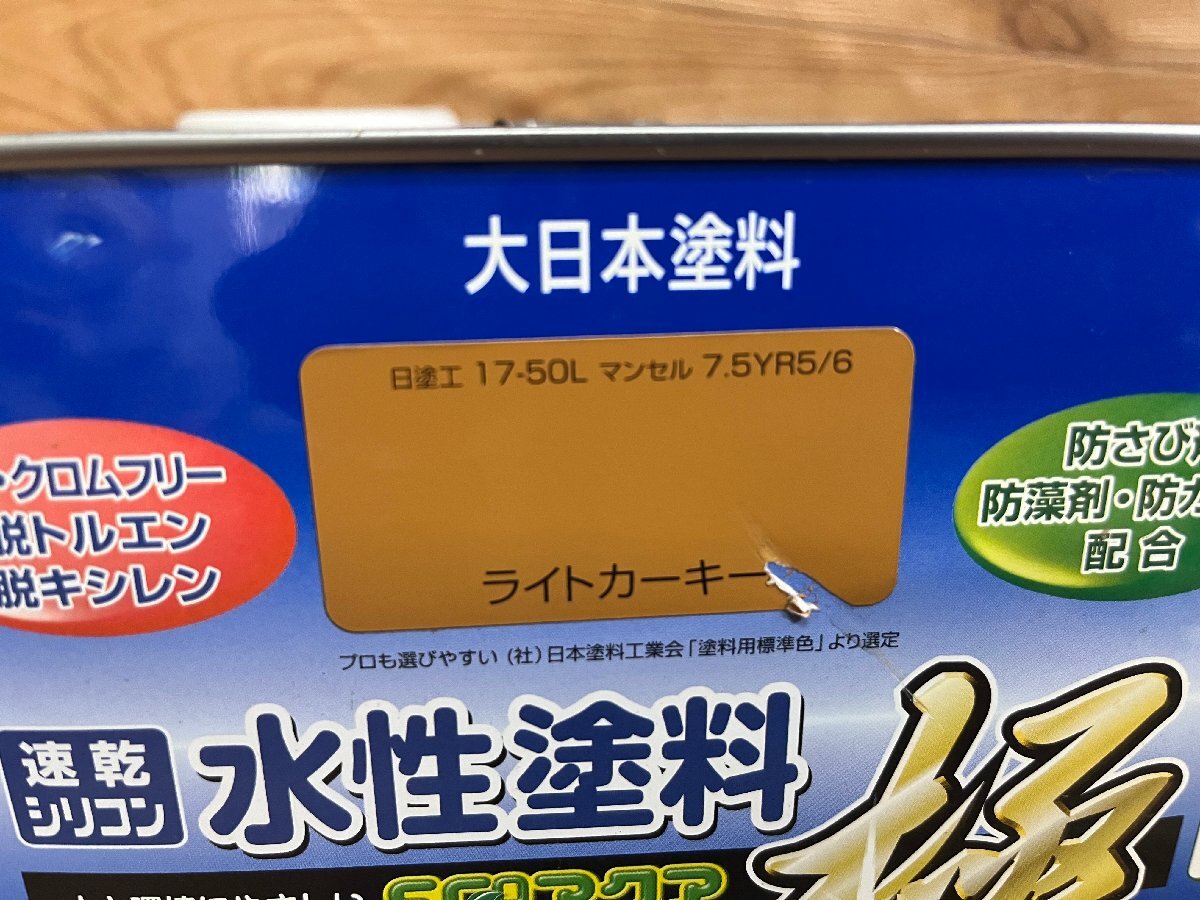 大日本塗料
日塗工 17-50L マンセル 7.5YR5/6
ライトカーキー
プロも選びやすい (社)日本塗料工業会「塗料用標準色」より選定
・クロムフリー
脱トルエン
脱キシレン
防さび
防藻剤・防カ
配合
速乾
シリコン
水性塗料
極